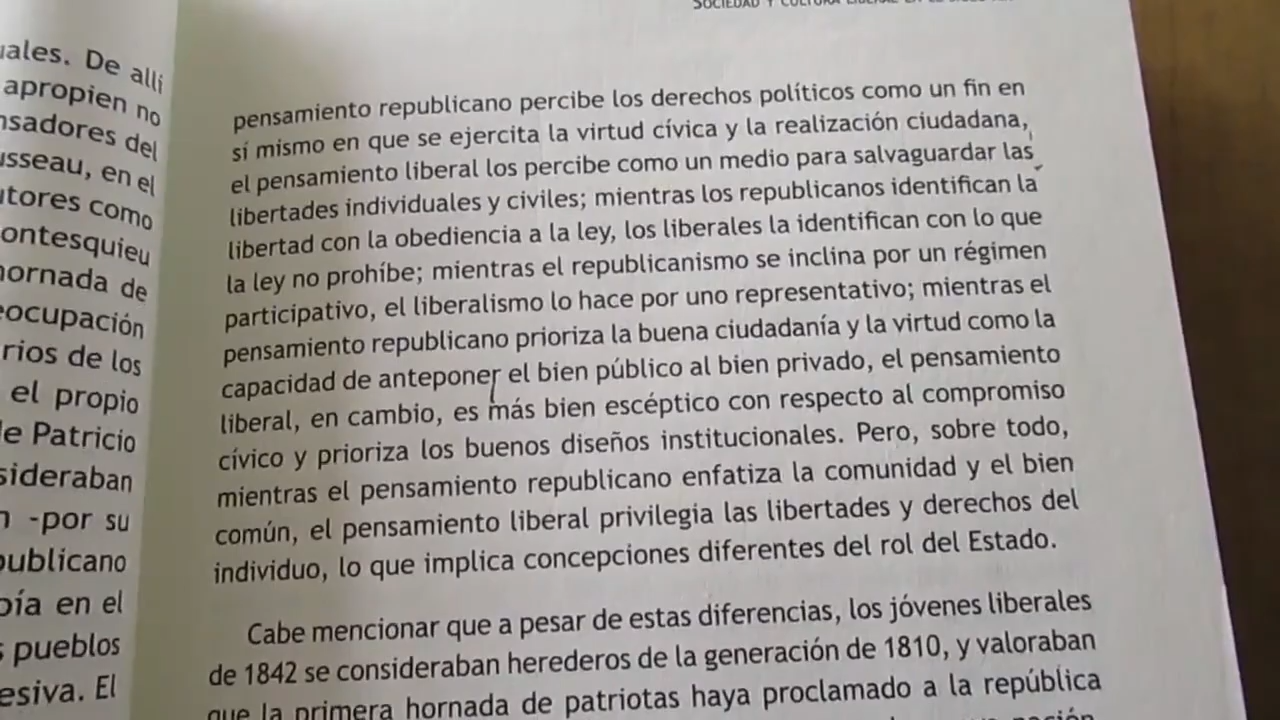 uales. De allí
apropien no
nsadores del
usseau, en el
utores como
ontesquieu
hornada de
eocupación
rios de los
el propio
de Patricio
sideraban
n -por su
publicano
bía en el
s pueblos
esiva. El
SOCIEDAD Y CULTURA LIBERAL EN EL
pensamiento republicano percibe los derechos políticos como un fin en
sí mismo en que se ejercita la virtud cívica y la realización ciudadana,
el pensamiento liberal los percibe como un medio para salvaguardar las
libertades individuales y civiles; mientras los republicanos identifican la
libertad con la obediencia a la ley, los liberales la identifican con lo que
la ley no prohíbe; mientras el republicanismo se inclina por un régimen
participativo, el liberalismo lo hace por uno representativo; mientras el
pensamiento republicano prioriza la buena ciudadanía y la virtud como la
capacidad de anteponer el bien público al bien privado, el pensamiento
liberal, en cambio, es más bien escéptico con respecto al compromiso
cívico y prioriza los buenos diseños institucionales. Pero, sobre todo,
mientras el pensamiento republicano enfatiza la comunidad y el bien
común, el pensamiento liberal privilegia las libertades y derechos del
individuo, lo que implica concepciones diferentes del rol del Estado.
Cabe mencionar que a pesar de estas diferencias, los jóvenes liberales
de 1842 se consideraban herederos de la generación de 1810, y valoraban
que la primera hornada de patriotas haya proclamado a la república
nación